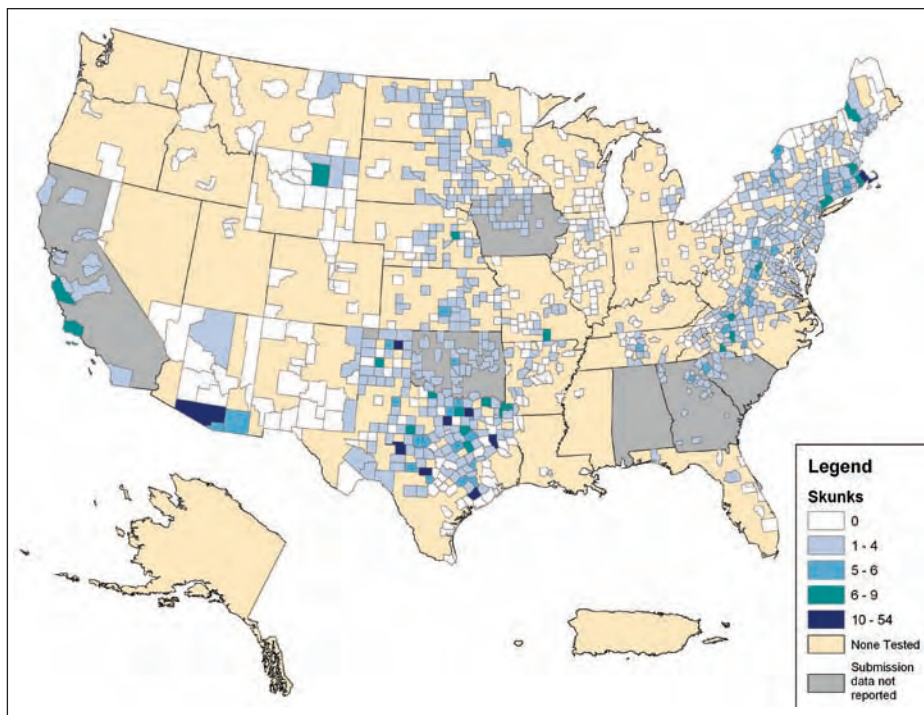 Legend
Skunks
0
1 - 4
5 - 6
6 - 9
10 - 54
None Tested
Submission
data not
reported